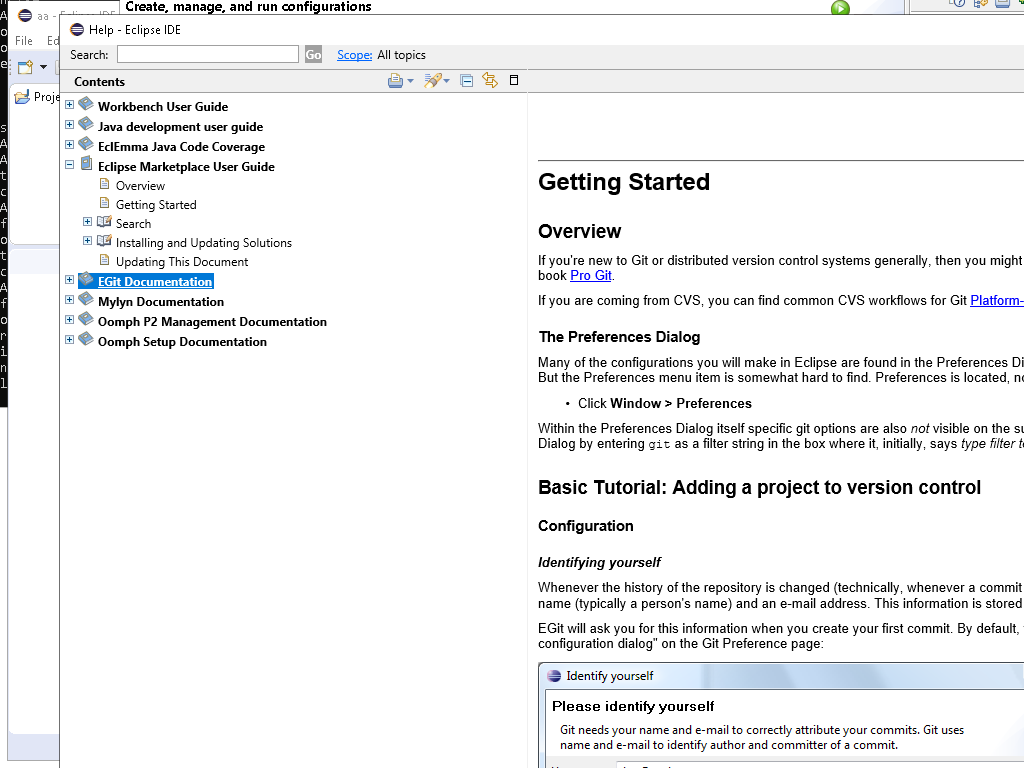 Create, manage, and run configurations
aa - Eclipse IDE
File
Help - Eclipse IDE
Search:
Go
Scope: All topics
Contents
Workbench User Guide
Java development user guide
EclEmma Java Code Coverage
Eclipse Marketplace User Guide
Overview
Getting Started
Search
Installing and Updating Solutions
Updating This Document
EGit Documentation
Mylyn Documentation
Oomph P2 Management Documentation
Oomph Setup Documentation
Getting Started
Overview
If you're new to Git or distributed version control systems generally, then you might
book Pro Git.
If you are coming from CVS, you can find common CVS workflows for Git Platform-
The Preferences Dialog
Many of the configurations you will make in Eclipse are found in the Preferences Di
But the Preferences menu item is somewhat hard to find. Preferences is located, no
• Click Window > Preferences
Within the Preferences Dialog itself specific git options are also not visible on the su
Dialog by entering git as a filter string in the box where it, initially, says type filter te
Basic Tutorial: Adding a project to version control
Configuration
Identifying yourself
Whenever the history of the repository is changed (technically, whenever a commit
name (typically a person's name) and an e-mail address. This information is stored
EGit will ask you for this information when you create your first commit. By default,
configuration dialog" on the Git Preference page:
Identify yourself
Please identify yourself
Git needs your name and e-mail to correctly attribute your commits. Git uses
name and e-mail to identify author and committer of a commit.